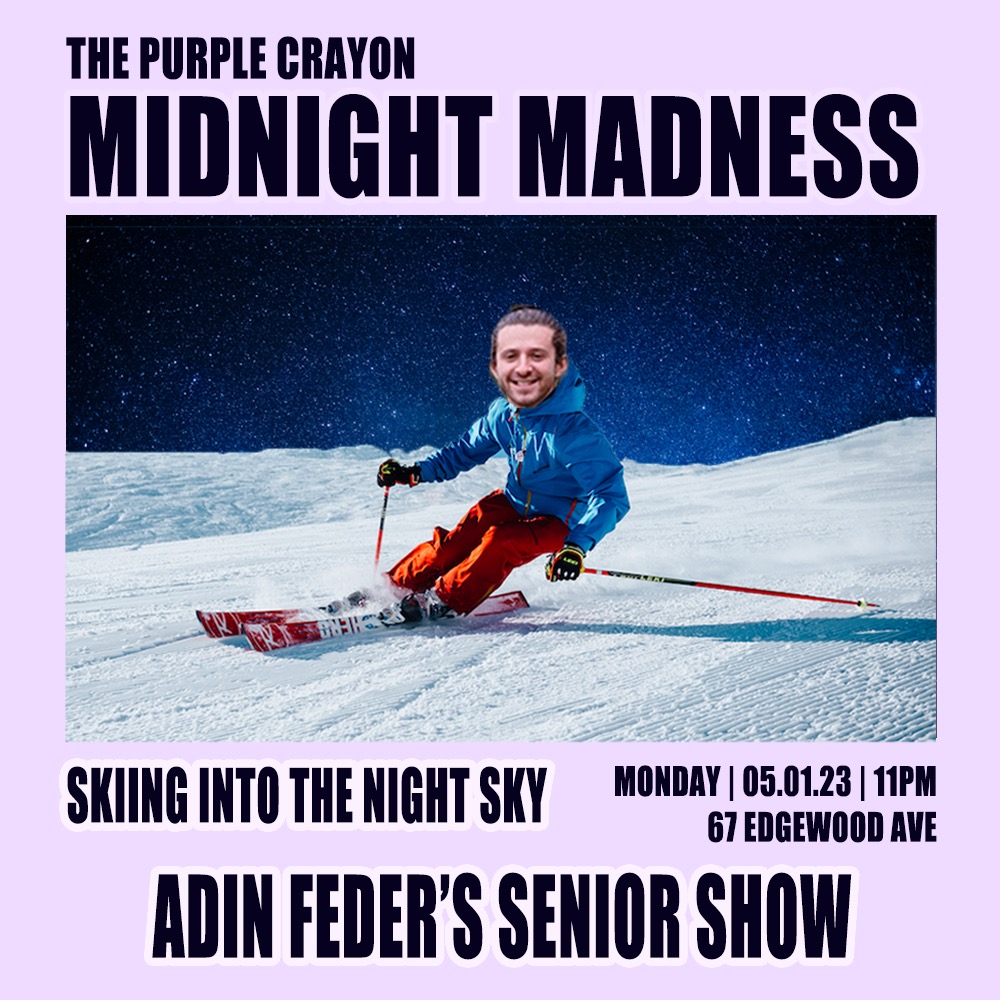 THE PURPLE CRAYON
MIDNIGHT MADNESS
SKIING INTO THE NIGHT SKY
MONDAY | 05.01.23 | 11PM
67 EDGEWOOD AVE
ADIN FEDER'S SENIOR SHOW